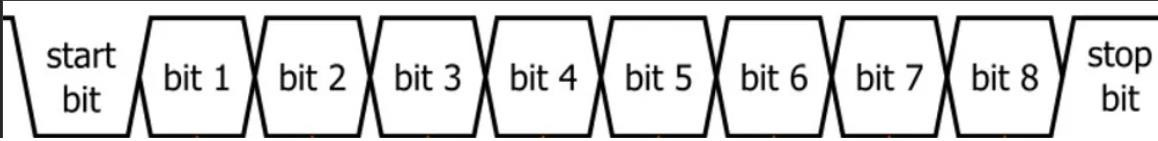 start
bit
bit 1
bit 2
bit 3
bit 4
bit 5
bit 6
bit 7
bit 8
stop
bit